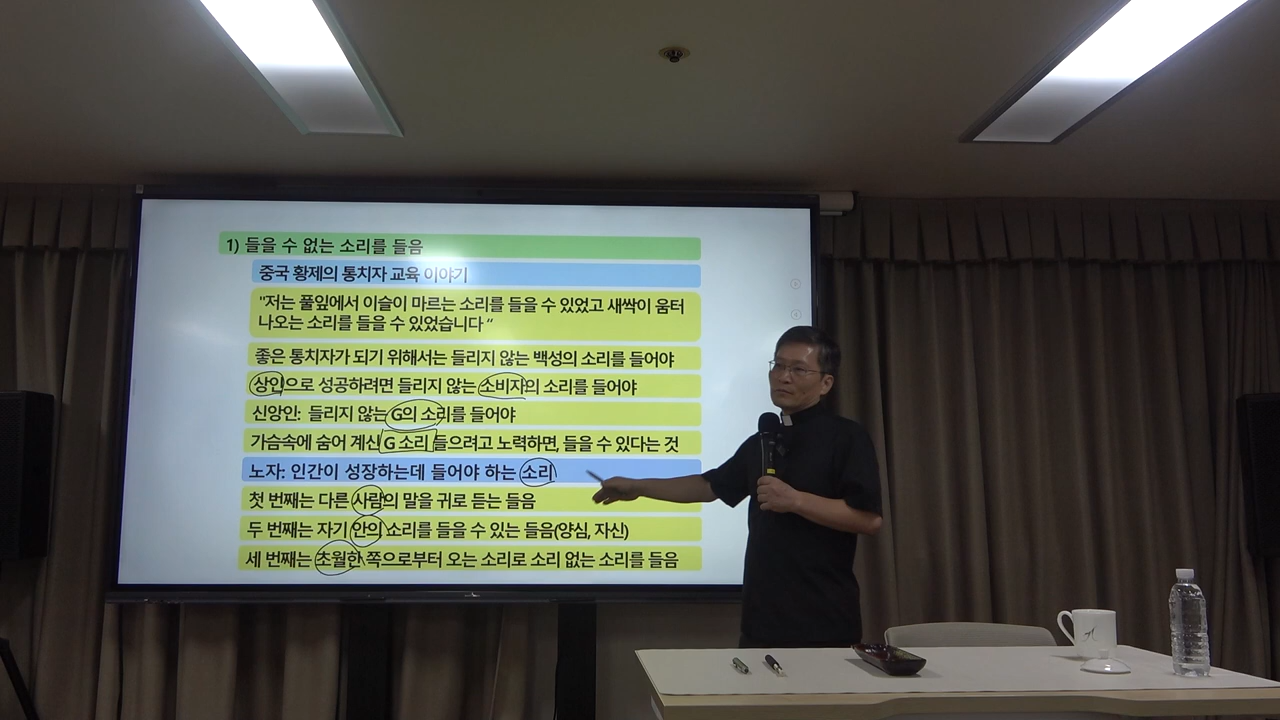 1) 들을 수 없는 소리를 들음
중국 황제의 통치자 교육 이야기
"저는 풀잎에서 이슬이 마르는 소리를 들을 수 있었고 새싹이 움터
나오는 소리를 들을 수 있었습니다 “
좋은 통치자가 되기 위해서는 들리지 않는 백성의 소리를 들어야
상인으로 성공하려면 들리지 않는 소비자의 소리를 들어야
신앙인: 들리지 않는 G의 소리를 들어야
가슴속에 숨어 계신 G 소리 들으려고 노력하면, 들을 수 있다는 것
노자: 인간이 성장하는데 들어야 하는 소리
첫 번째는 다른 사람의 말을 귀로 듣는 들음
두 번째는 자기 안의 소리를 들을 수 있는 들음(양심, 자신)
세 번째는 초월한 쪽으로부터 오는 소리로 소리 없는 소리를 들음